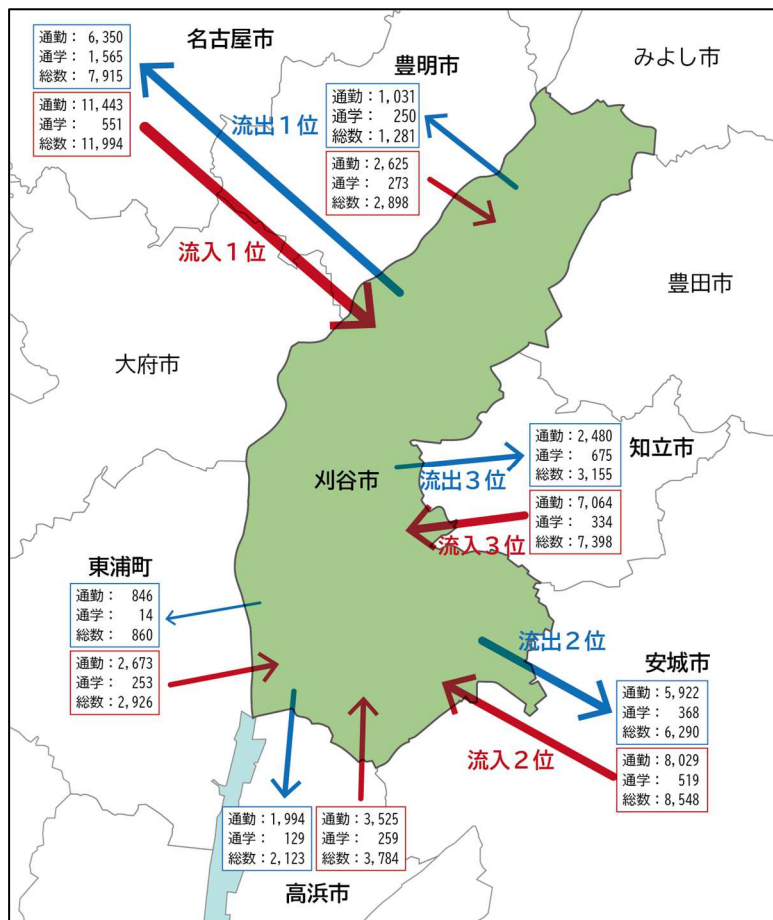 名古屋市
通勤： 6,350
通学： 1,565
総数： 7,915
通勤：11,443
通学： 551
総数：11,994
流出１位
流入１位
豊明市
通勤：1,031
通学： 250
総数：1,281
通勤：2,625
通学： 273
総数：2,898
みよし市
豊田市
大府市
刈谷市
知立市
通勤：2,480
通学： 675
総数：3,155
流出３位
通勤：7,064
通学： 334
総数：7,398
流入３位
東浦町
通勤： 846
通学： 14
総数： 860
通勤：2,673
通学： 253
総数：2,926
流出２位
安城市
通勤：5,922
通学： 368
総数：6,290
流入２位
通勤：8,029
通学： 519
総数：8,548
通勤：1,994
通学： 129
総数：2,123
通勤：3,525
通学： 259
総数：3,784
高浜市